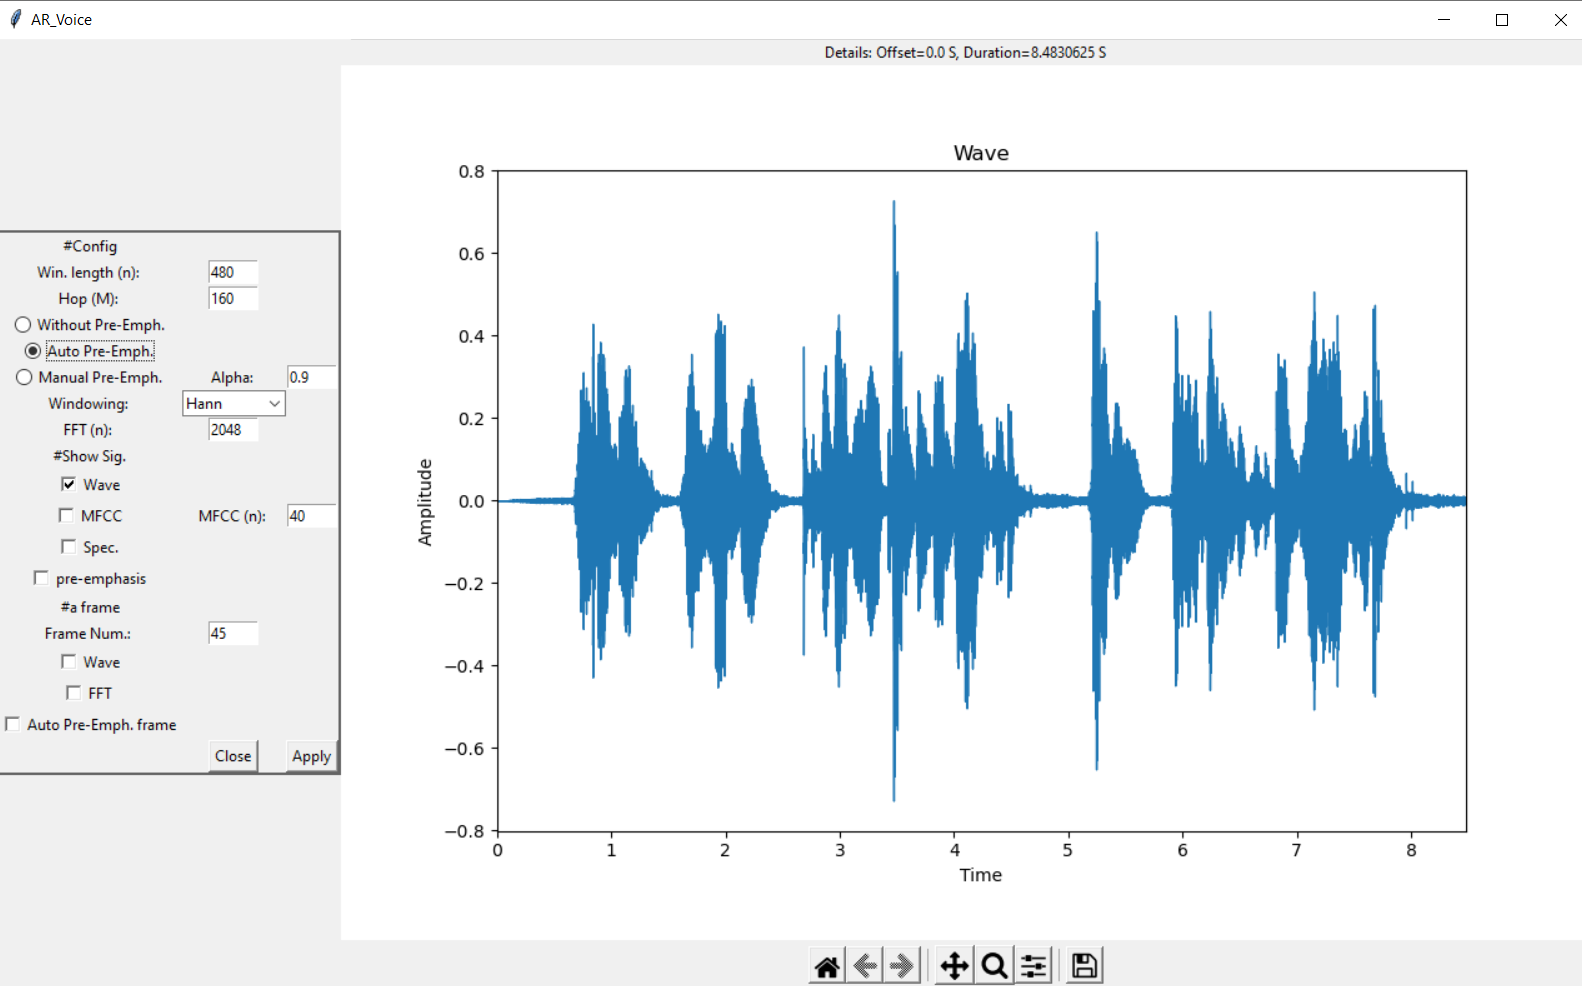 AR_Voice
Details: Offset=0.0 S, Duration=8.4830625 S
#Config
Win. length (n): 480
Hop (M): 160
Without Pre-Emph.
Auto Pre-Emph.
Manual Pre-Emph. Alpha: 0.9
Windowing: Hann
FFT (n): 2048
#Show Sig.
Wave
MFCC MFCC (n): 40
Spec.
pre-emphasis
#a frame
Frame Num.: 45
Wave
FFT
Auto Pre-Emph. frame
Close Apply
Wave
0.8
0.6
0.4
0.2
0.0
−0.2
−0.4
−0.6
−0.8
Amplitude
0 1 2 3 4 5 6 7 8
Time